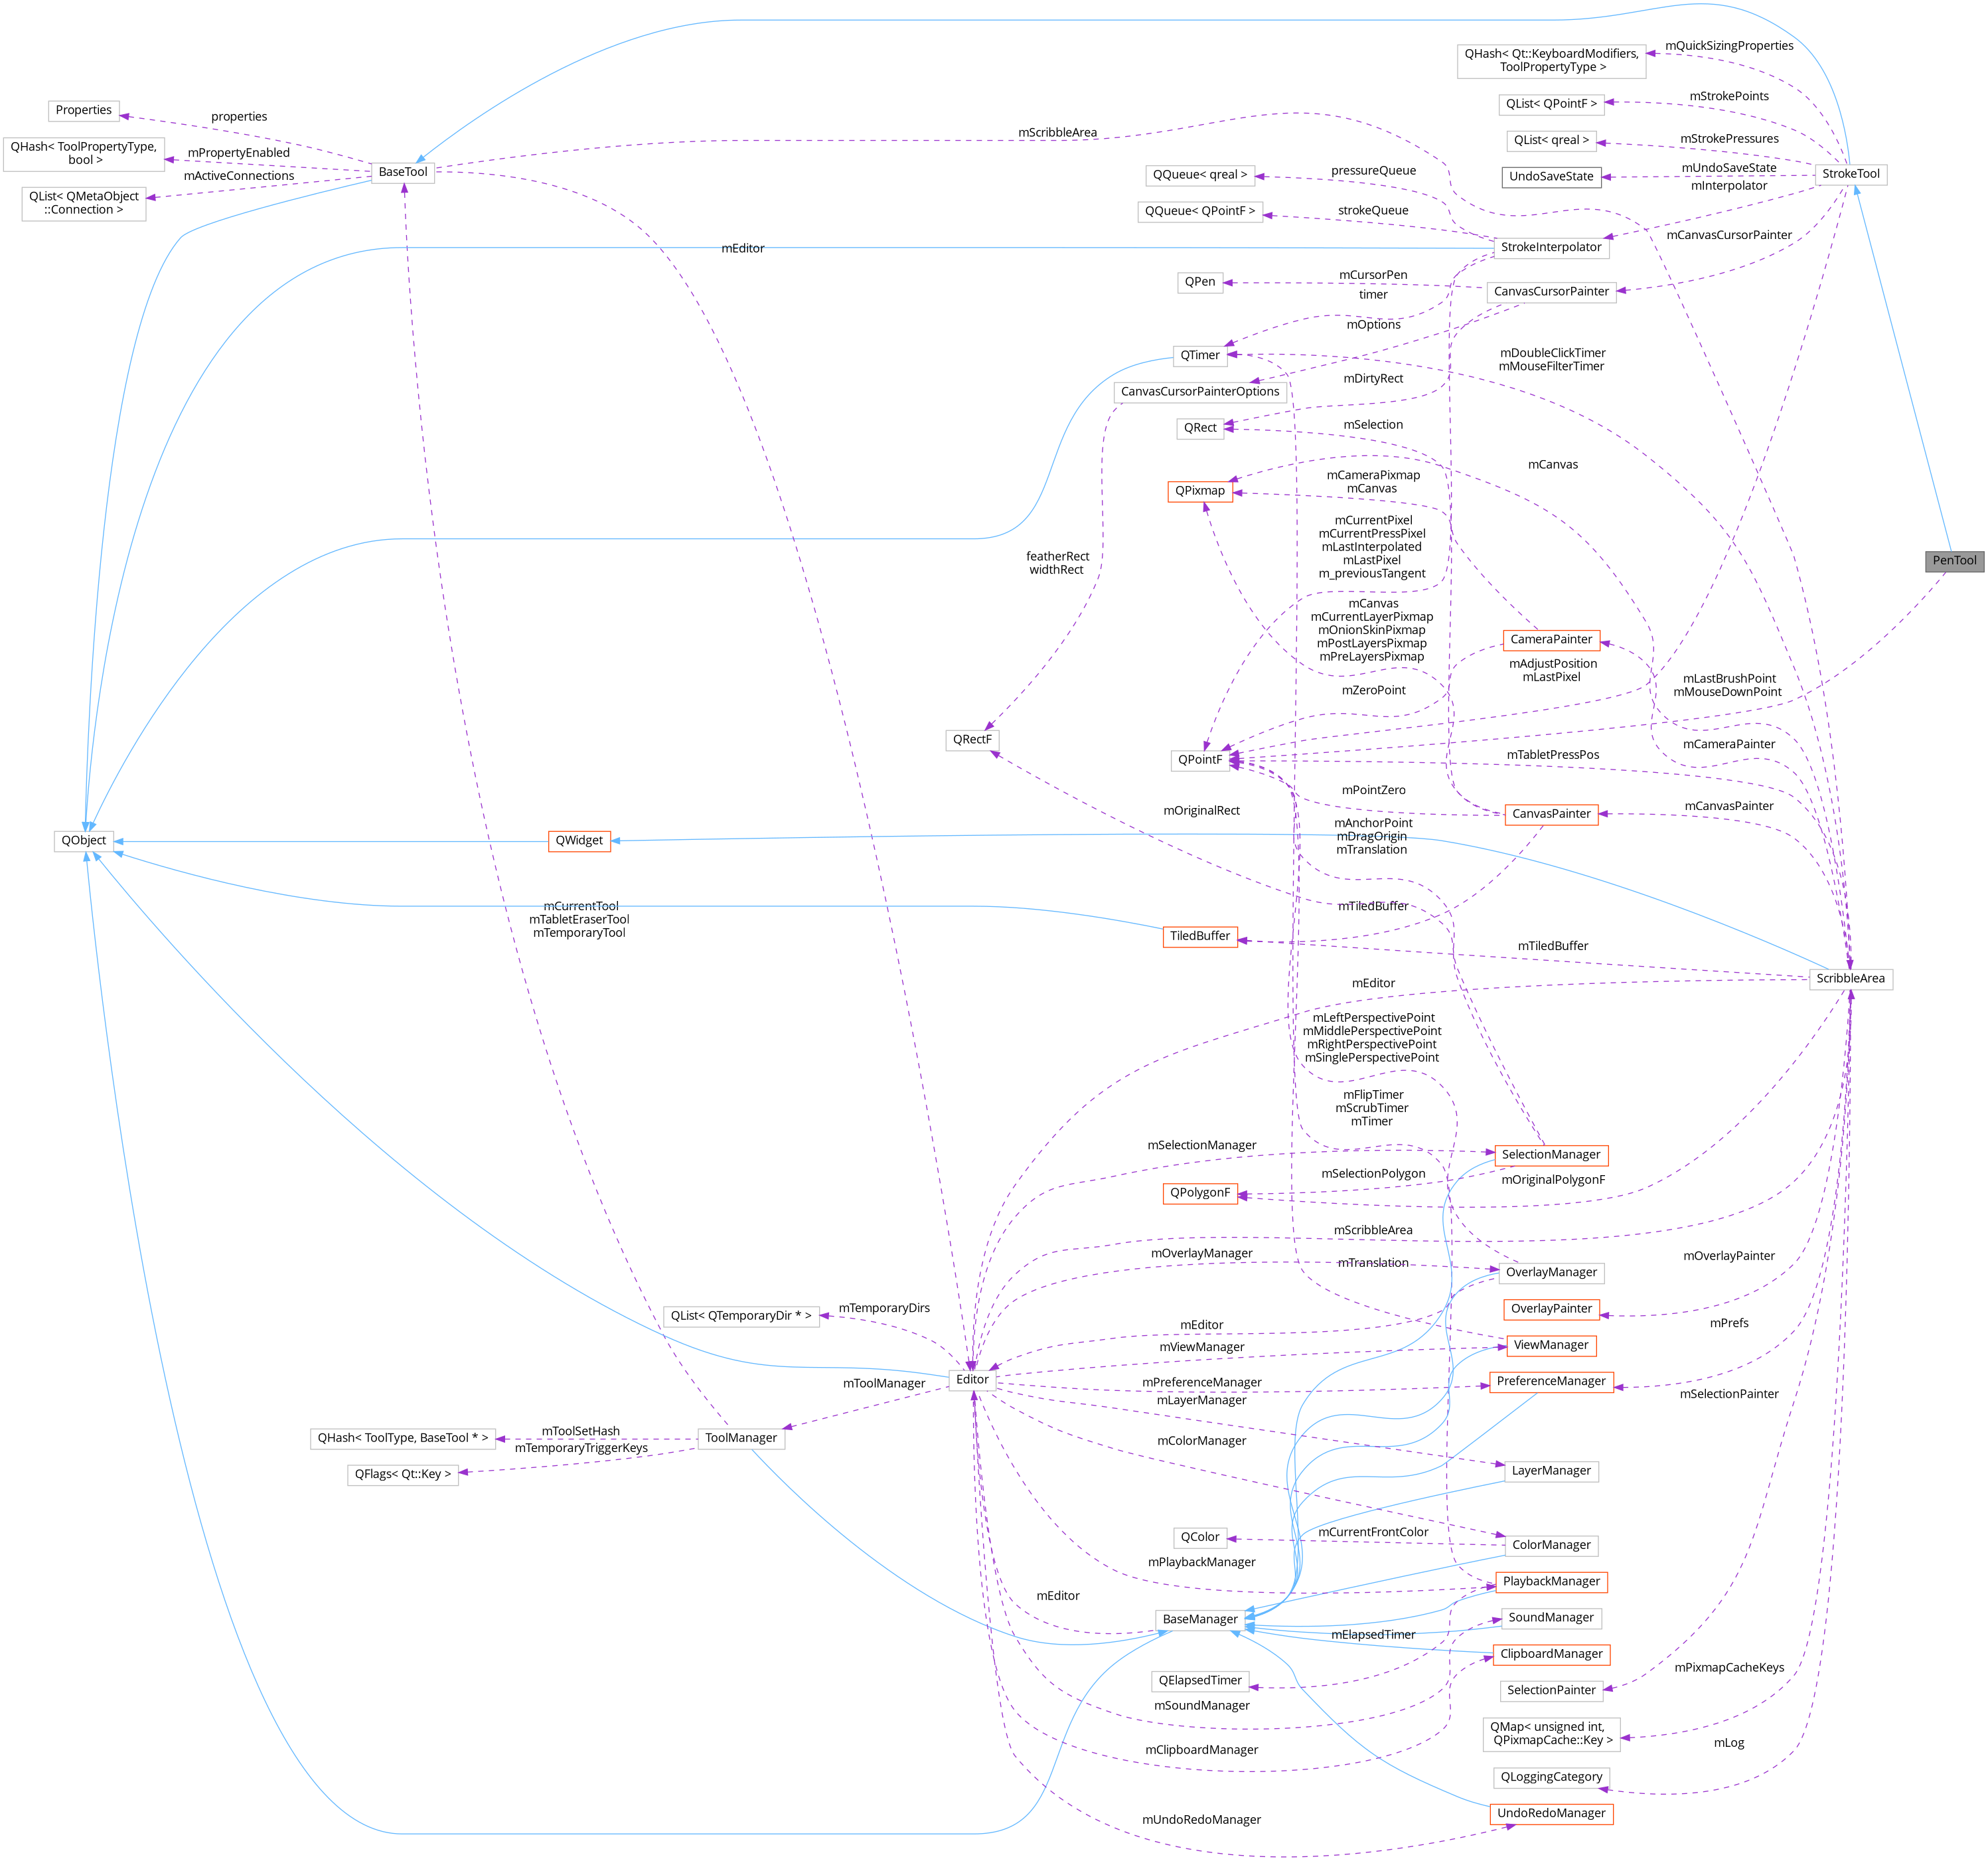 mQuickSizingProperties
QHash< Qt::KeyboardModifiers,
ToolPropertyType >
QList< QPointF >
mStrokePoints
Properties
properties
mScribbleArea
QList< qreal >
mStrokePressures
QHash< ToolPropertyType,
bool >
mPropertyEnabled
BaseTool
mActiveConnections
QList< QMetaObject
::Connection >
QQueue< qreal >
pressureQueue
UndoSaveState
mUndoSaveState
mInterpolator
StrokeTool
QQueue< QPointF >
strokeQueue
mEditor
StrokeInterpolator
mCanvasCursorPainter
QPen
mCursorPen
timer
CanvasCursorPainter
mOptions
QTimer
mDoubleClickTimer
mMouseFilterTimer
CanvasCursorPainterOptions
mDirtyRect
QRect
mSelection
mCanvas
QPixmap
mCameraPixmap
mCanvas
mCurrentPixel
mCurrentPressPixel
mLastInterpolated
mLastPixel
m_previousTangent
featherRect
widthRect
PenTool
mCanvas
mCurrentLayerPixmap
mOnionSkinPixmap
mPostLayersPixmap
mPreLayersPixmap
CameraPainter
mAdjustPosition
mLastPixel
mLastBrushPoint
mMouseDownPoint
mZeroPoint
QRectF
QPointF
mTabletPressPos
mCameraPainter
mOriginalRect
mPointZero
CanvasPainter
mCanvasPainter
mAnchorPoint
mDragOrigin
mTranslation
QObject
QWidget
mCurrentTool
mTabletEraserTool
mTemporaryTool
mTiledBuffer
TiledBuffer
mTiledBuffer
ScribbleArea
mEditor
mLeftPerspectivePoint
mMiddlePerspectivePoint
mRightPerspectivePoint
mSinglePerspectivePoint
mFlipTimer
mScrubTimer
mTimer
mSelectionManager
SelectionManager
mSelectionPolygon
mOriginalPolygonF
QPolygonF
mScribbleArea
mOverlayManager
mTranslation
OverlayManager
mOverlayPainter
QList< QTemporaryDir * >
mTemporaryDirs
OverlayPainter
mEditor
mPrefs
mViewManager
ViewManager
Editor
mToolManager
mPreferenceManager
PreferenceManager
mSelectionPainter
mLayerManager
QHash< ToolType, BaseTool * >
mToolSetHash
ToolManager
mColorManager
mTemporaryTriggerKeys
QFlags< Qt::Key >
LayerManager
QColor
mCurrentFrontColor
ColorManager
mPlaybackManager
PlaybackManager
mEditor
BaseManager
SoundManager
mElapsedTimer
ClipboardManager
mPixmapCacheKeys
QElapsedTimer
SelectionPainter
mSoundManager
QMap< unsigned int,
QPixmapCache::Key >
mLog
mClipboardManager
QLoggingCategory
UndoRedoManager
mUndoRedoManager